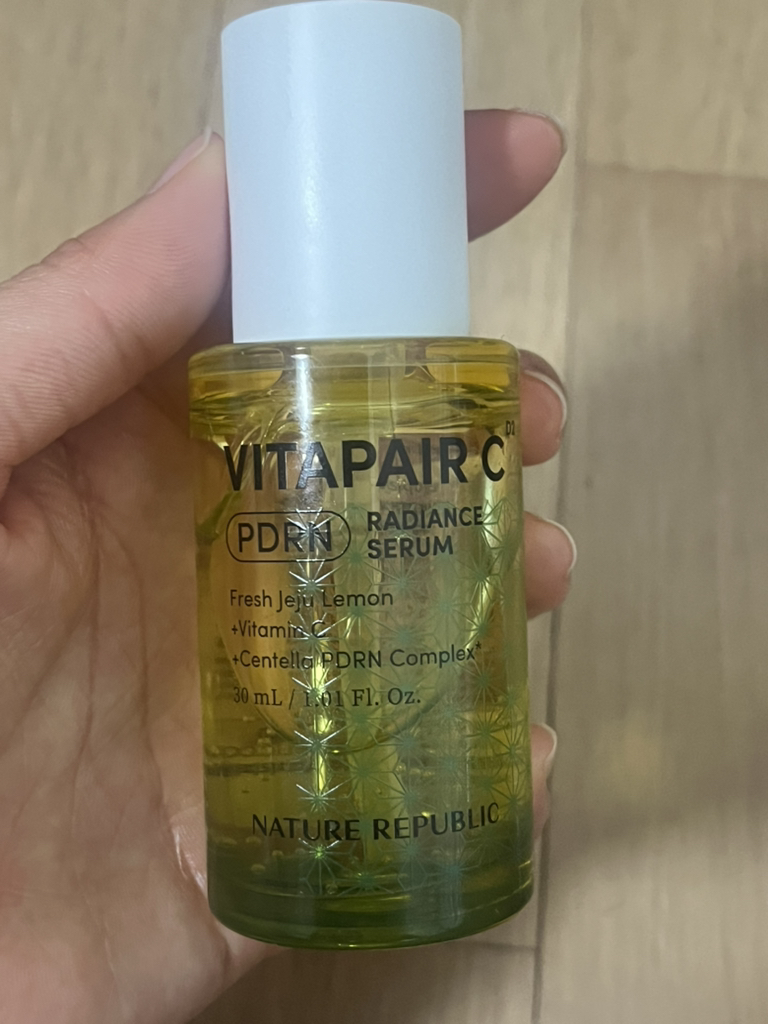 VITAPAIR C
PDRN RADIANCE
SERUM
Fresh Jeju Lemon
+Vitamin C
+Centella PDRN Complex*
30 mL / 1.01 Fl. Oz.
NATURE REPUBLIC